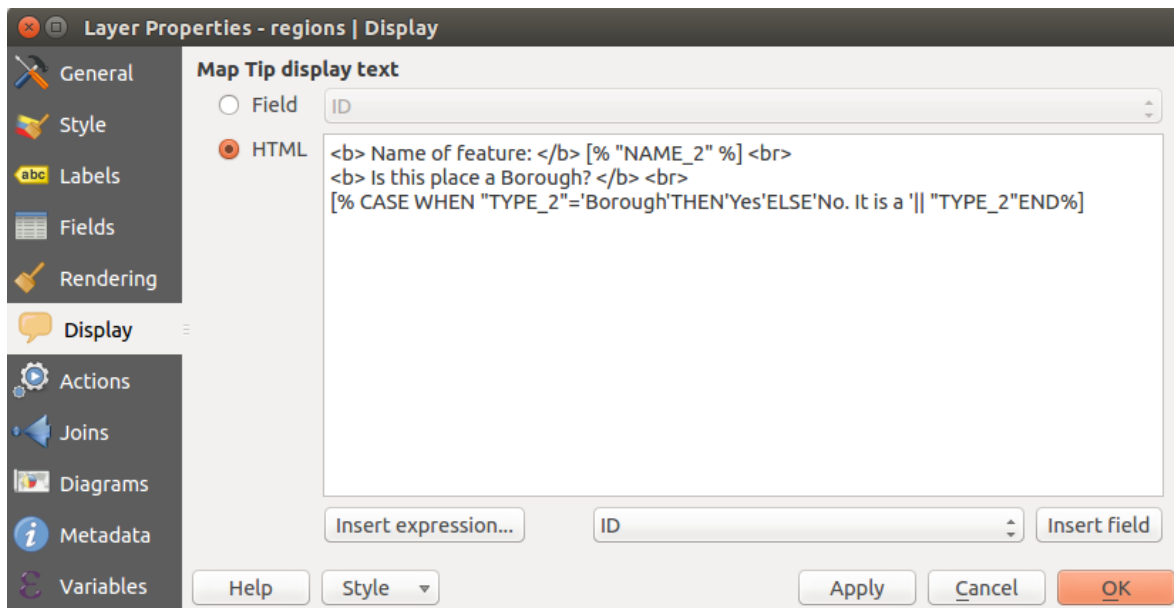 Layer Properties - regions | Display
General
Style
abc Labels
Fields
Rendering
Display
Actions
Joins
Diagrams
Metadata
Variables
Map Tip display text
Field ID
HTML
<b> Name of feature: </b> [% "NAME_2" %] <br>
<b> Is this place a Borough? </b> <br>
[% CASE WHEN "TYPE_2"='Borough'THEN'Yes'ELSE'No. It is a '|| "TYPE_2"END%]
Insert expression... ID Insert field
Help Style Apply Cancel OK